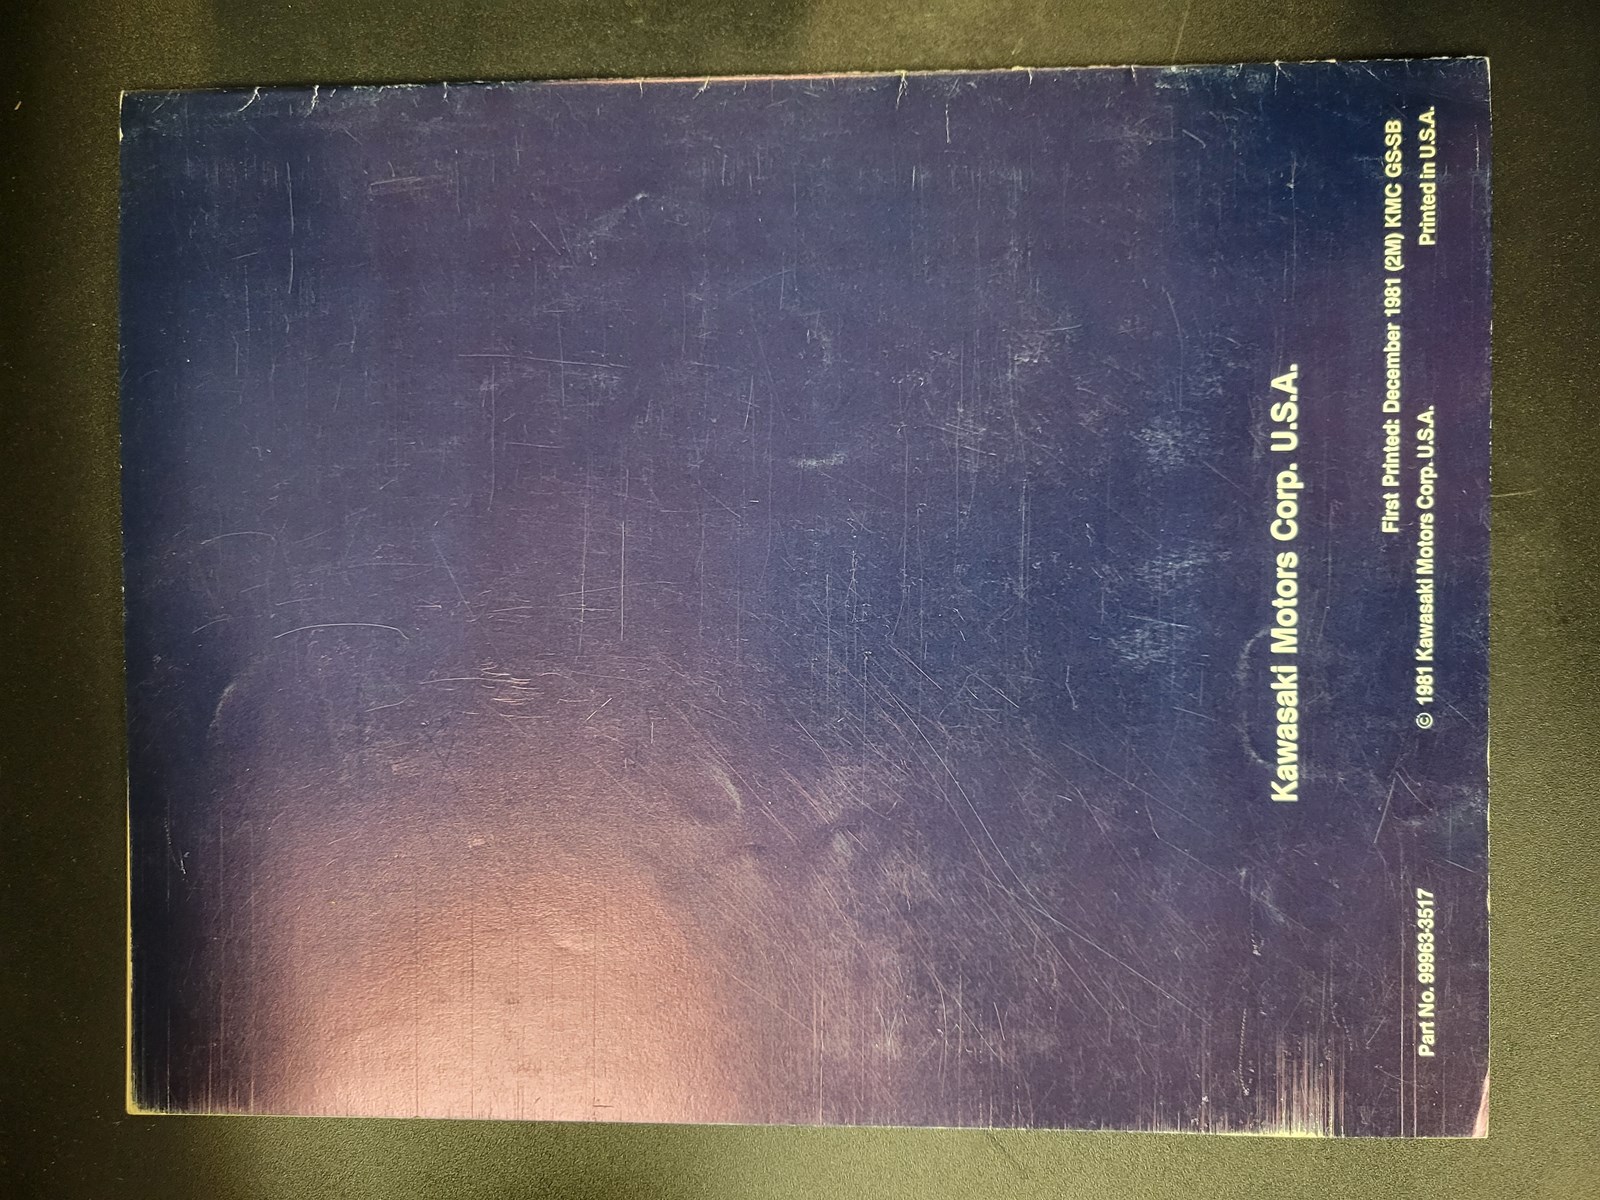 Kawasaki Motors Corp. U.S.A.
First Printed: December 1981 (2M) KMC GS-SB
Part No. 99963-3517 © 1981 Kawasaki Motors Corp. U.S.A. Printed in U.S.A.